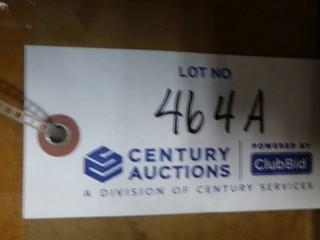 LOT NO
464A
CENTURY AUCTIONS
POWERED BY
ClubBid
A DIVISION OF CENTURY SERVICES